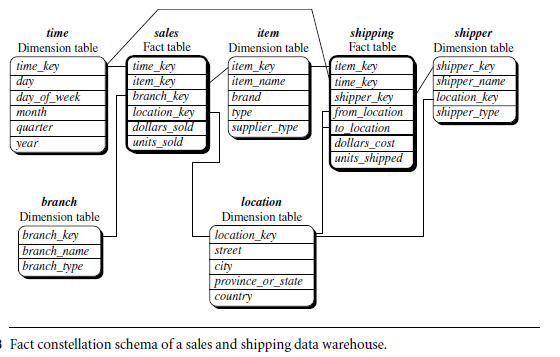 time
Dimension table
time_key
day
day_of_week
month
quarter
year
sales
Fact table
time_key
item_key
branch_key
location_key
dollars_sold
units_sold
item
Dimension table
item_key
item_name
brand
type
supplier_type
shipping
Fact table
item_key
time_key
shipper_key
from_location
to_location
dollars_cost
units_shipped
shipper
Dimension table
shipper_key
shipper_name
location_key
shipper_type
branch
Dimension table
branch_key
branch_name
branch_type
location
Dimension table
location_key
street
city
province_or_state
country
Fact constellation schema of a sales and shipping data warehouse.